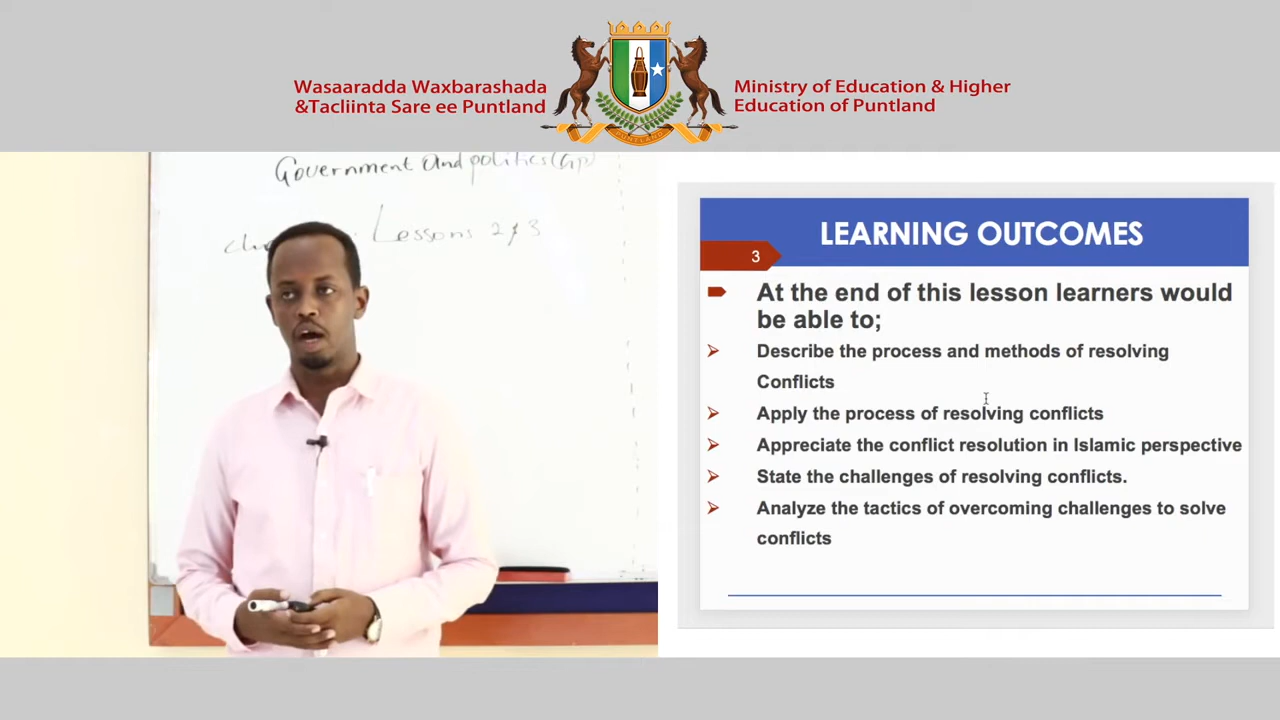 Wasaaradda Waxbarashada
&Tacliinta Sare ee Puntland
Ministry of Education & Higher
Education of Puntland
PUNTLAND
Government and politics (Gp)
Lessons 2 & 3
LEARNING OUTCOMES
3
At the end of this lesson learners would
be able to;
Describe the process and methods of resolving
Conflicts
Apply the process of resolving conflicts
Appreciate the conflict resolution in Islamic perspective
State the challenges of resolving conflicts.
Analyze the tactics of overcoming challenges to solve
conflicts